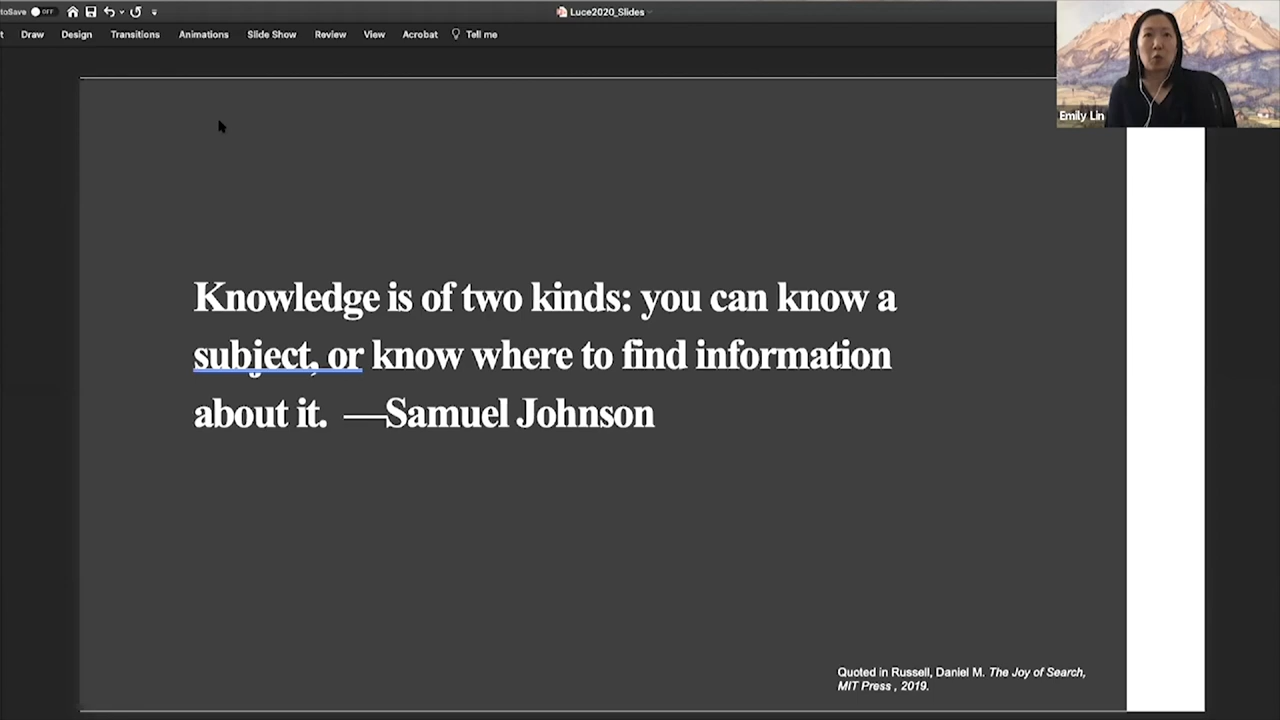 toSave OFF
Luce2020_Slides
t Draw Design Transitions Animations Slide Show Review View Acrobat Tell me
Emily Lin
Knowledge is of two kinds: you can know a
subject, or know where to find information
about it. —Samuel Johnson
Quoted in Russell, Daniel M. The Joy of Search,
MIT Press , 2019.